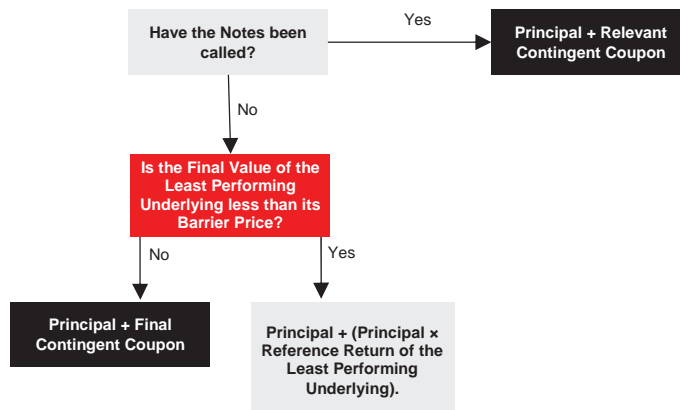 Have the Notes been
called?
Yes
Principal + Relevant
Contingent Coupon
No
Is the Final Value of the
Least Performing
Underlying less than its
Barrier Price?
No
Yes
Principal + Final
Contingent Coupon
Principal + (Principal ×
Reference Return of the
Least Performing
Underlying).